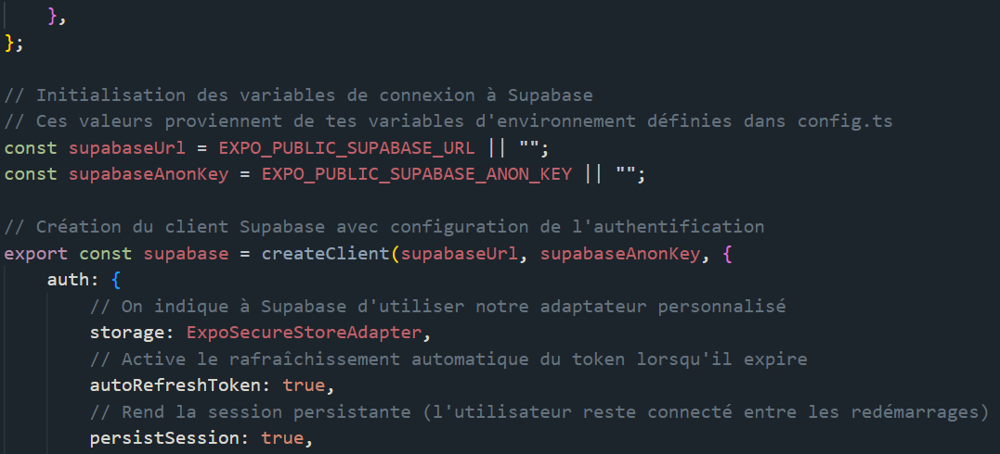 },
};
// Initialisation des variables de connexion à Supabase
// Ces valeurs proviennent de tes variables d'environnement définies dans config.ts
const supabaseUrl = EXPO_PUBLIC_SUPABASE_URL || "";
const supabaseAnonKey = EXPO_PUBLIC_SUPABASE_ANON_KEY || "";
// Création du client Supabase avec configuration de l'authentification
export const supabase = createClient(supabaseUrl, supabaseAnonKey, {
auth: {
// On indique à Supabase d'utiliser notre adaptateur personnalisé
storage: ExpoSecureStoreAdapter,
// Active le rafraîchissement automatique du token lorsqu'il expire
autoRefreshToken: true,
// Rend la session persistante (l'utilisateur reste connecté entre les redémarrages)
persistSession: true,